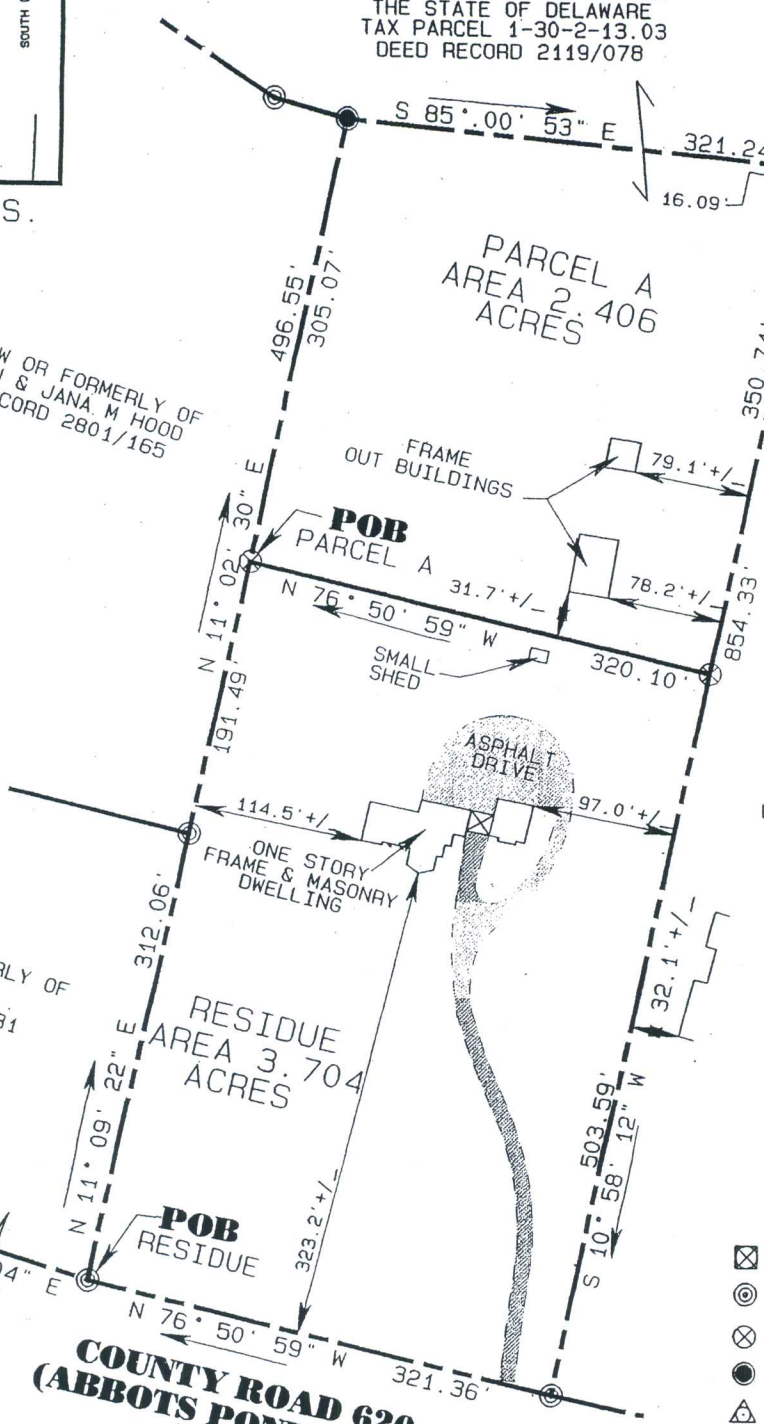 THE STATE OF DELAWARE
TAX PARCEL 1-30-2-13.03
DEED RECORD 2119/078
S 85°.00' 53" E
321.24
16.09'
S.
PARCEL A
AREA 2.406
ACRES
496.55'
305.07'
350.74'
W OR FORMERLY OF
& JANA M HOOD
CORD 2801/165
FRAME
OUT BUILDINGS
79.1'+/_
POB
PARCEL A
N 11° 02' 30" E
31.7'+/_
78.2'+/_
854.33'
N 76° 50' 59" W
320.10'
SMALL
SHED
191.49'
ASPHALT
DRIVE
114.5'+/_
97.0'+/_
ONE STORY
FRAME & MASONRY
DWELLING
312.06'
32.1'+/_
RLY OF
31
RESIDUE
AREA 3.704
ACRES
N 11° 09' 22" E
503.59'
S 10° 58' 12" W
323.2'+/_
POB
RESIDUE
04" E
N 76° 50' 59" W
321.36'
COUNTY ROAD 620
(ABBOTS POND